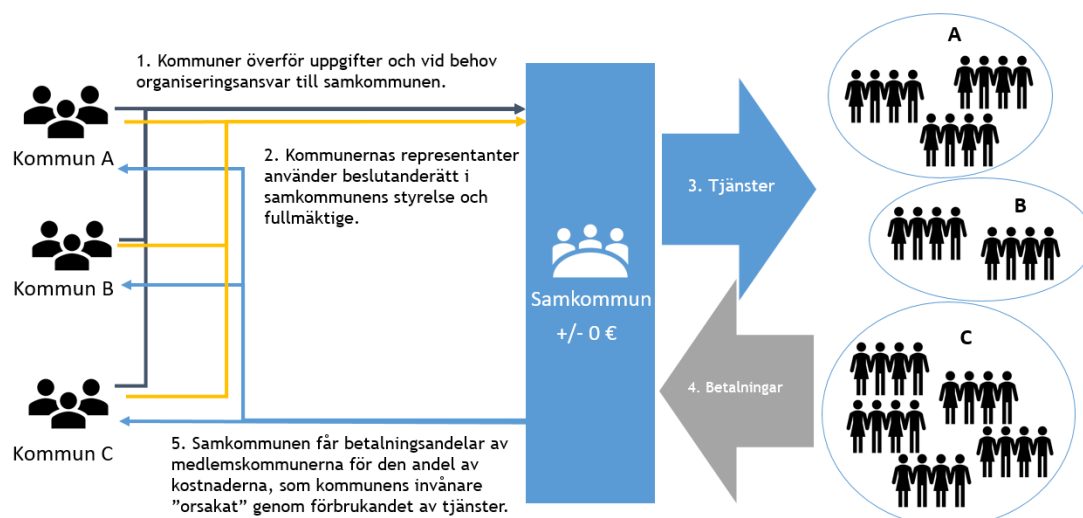 1. Kommuner överför uppgifter och vid behov
organiseringsansvar till samkommunen.
Kommun A
2. Kommunernas representanter
använder beslutanderätt i
samkommunens styrelse och
fullmäktige.
Kommun B
Kommun C
5. Samkommunen får betalningsandelar av
medlemskommunerna för den andel av
kostnaderna, som kommunens invånare
”orsakat” genom förbrukandet av tjänster.
Samkommun
+/- 0 €
3. Tjänster
4. Betalningar
A
B
C